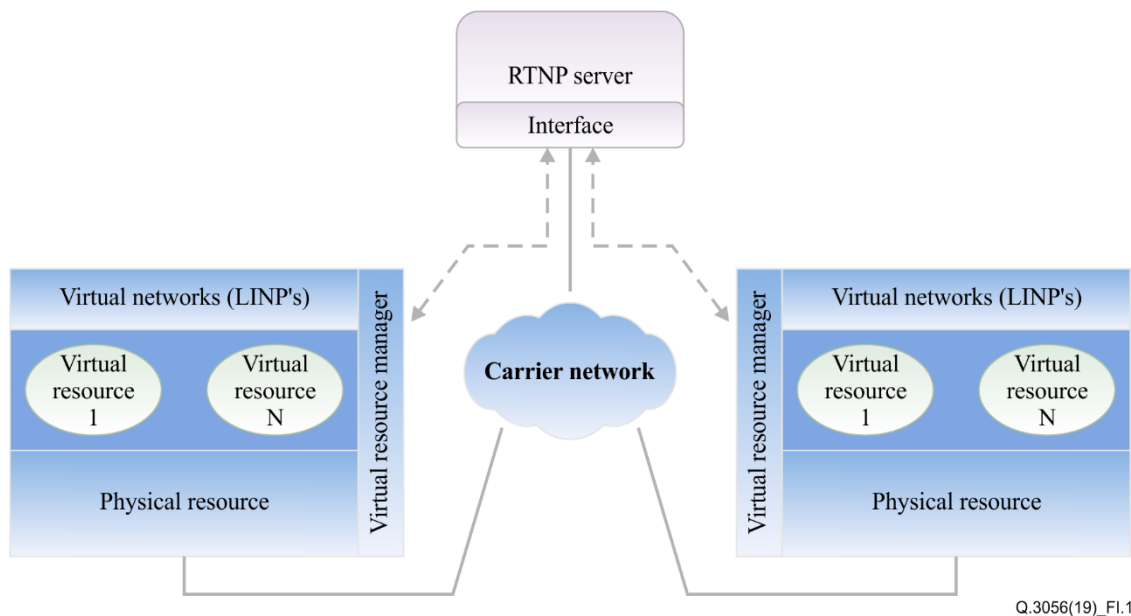 RTNP server
Interface
Virtual networks (LINP's)
Virtual
resource
1
Virtual
resource
N
Physical resource
Virtual resource manager
Carrier network
Virtual resource manager
Virtual networks (LINP's)
Virtual
resource
1
Virtual
resource
N
Physical resource
Q.3056(19)_FI.1